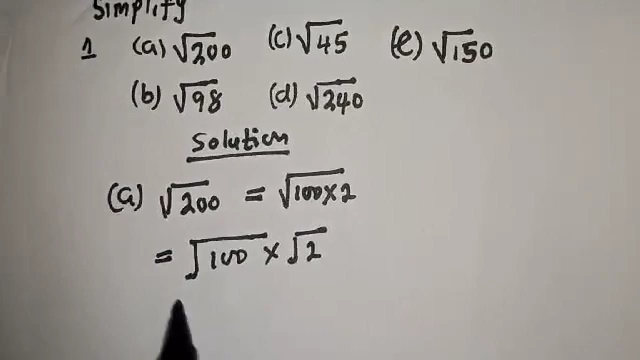 Simplify
1 (a) √200 (c) √45 (e) √150
(b) √98 (d) √240
Solution
(a) √200 = √100×2
= √100 × √2